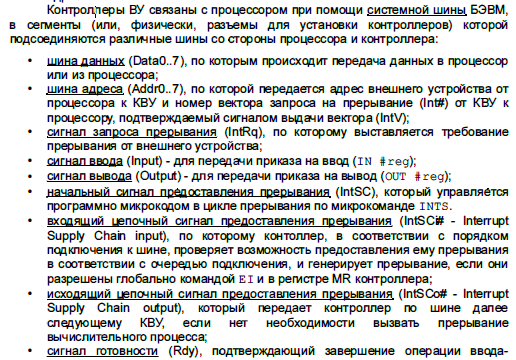 Контроллеры ВУ связаны с процессором при помощи системной шины БЭВМ,
в сегменты (или, физически, разъемы для установки контроллеров) которой
подсоединяются различные шины со стороны процессора и контроллера:
• шина данных (Data0..7), по которым происходит передача данных в процессор
или из процессора;
• шина адреса (Addr0..7), по которой передается адрес внешнего устройства от
процессора к КВУ и номер вектора запроса на прерывание (Int#) от КВУ к
процессору, подтверждаемый сигналом выдачи вектора (IntV);
• сигнал запроса прерывания (IntRq), по которому выставляется требование
прерывания от внешнего устройства;
• сигнал ввода (Input) - для передачи приказа на ввод (IN #reg);
• сигнал вывода (Output) - для передачи приказа на вывод (OUT #reg);
• начальный сигнал предоставления прерывания (IntSC), который управляется
программно микрокодом в цикле прерывания по микрокоманде INTS.
• входящий цепочный сигнал предоставления прерывания (IntSCi# - Interrupt
Supply Chain input), по которому контоллер, в соответствии с порядком
подключения к шине, проверяет возможность предоставления ему прерывания
в соответствии с очередью подключения, и генерирует прерывание, если они
разрешены глобально командой EI и в регистре MR контроллера;
• исходящий цепочный сигнал предоставления прерывания (IntSCo# - Interrupt
Supply Chain output), который передает контроллер по шине далее
следующему КВУ, если нет необходимости вызвать прерывание
вычислительного процесса;
• сигнал готовности (Rdy), подтверждающий завершение операции ввода-